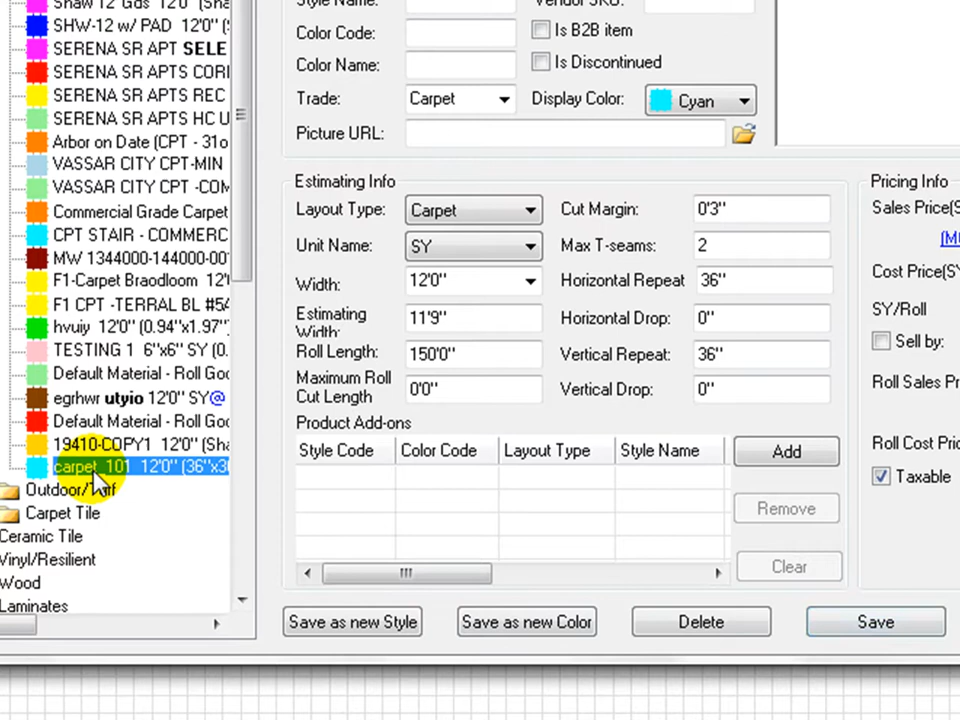 Shaw 12 Gds 12'0" (Sha
SHW-12 w/ PAD 12'0" (S
SERENA SR APT SELE
SERENA SR APTS CORI
SERENA SR APTS REC
SERENA SR APTS HC U
Arbor on Date (CPT - 31o
VASSAR CITY CPT-MIN
VASSAR CITY CPT -COM
Commercial Grade Carpet
CPT STAIR - COMMERC
MW 1344000-144000-001
F1-Carpet Braodloom 12'0
F1 CPT -TERRAL BL #5A
hvuiy 12'0" (0.94"x1.97"
TESTING 1 6"x6" SY (0.
Default Material - Roll Goo
egrhwr utyio 12'0" SY@
Default Material - Roll Goo
19410-COPY1 12'0" (Sha
carpet 101 12'0" (36"x3
Outdoor/Turf
Carpet Tile
Ceramic Tile
Vinyl/Resilient
Wood
Laminates
Style Name:
Vendor SKU:
Color Code:
Is B2B item
Color Name:
Is Discontinued
Trade: Carpet
Display Color: Cyan
Picture URL:
Estimating Info
Layout Type: Carpet
Cut Margin: 0'3"
Unit Name: SY
Max T-seams: 2
Width: 12'0"
Horizontal Repeat 36"
Estimating
Width: 11'9"
Horizontal Drop: 0"
Roll Length: 150'0"
Vertical Repeat: 36"
Maximum Roll
Cut Length 0'0"
Vertical Drop: 0"
Product Add-ons
Style Code Color Code Layout Type Style Name
Add
Remove
Clear
Save as new Style Save as new Color Delete Save
Pricing Info
Sales Price(S
Cost Price(SY
SY/Roll
Sell by:
Roll Sales Pr
Roll Cost Pric
Taxable